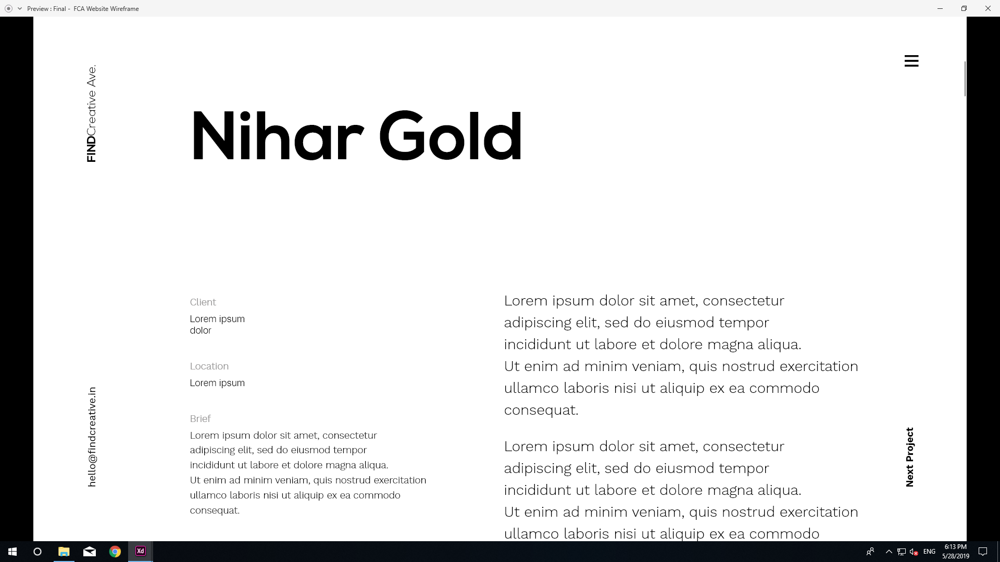 Preview : Final - FCA Website Wireframe
FINDCreative Ave.
Nihar Gold
Client
Lorem ipsum
dolor
Location
Lorem ipsum
Brief
Lorem ipsum dolor sit amet, consectetur
adipiscing elit, sed do eiusmod tempor
incididunt ut labore et dolore magna aliqua.
Ut enim ad minim veniam, quis nostrud exercitation
ullamco laboris nisi ut aliquip ex ea commodo
consequat.
Lorem ipsum dolor sit amet, consectetur
adipiscing elit, sed do eiusmod tempor
incididunt ut labore et dolore magna aliqua.
Ut enim ad minim veniam, quis nostrud exercitation
ullamco laboris nisi ut aliquip ex ea commodo
consequat.
Lorem ipsum dolor sit amet, consectetur
adipiscing elit, sed do eiusmod tempor
incididunt ut labore et dolore magna aliqua.
Ut enim ad minim veniam, quis nostrud exercitation
ullamco laboris nisi ut aliquip ex ea commodo
hello@findcreative.in
Next Project
Xd
ENG
6:13 PM
5/28/2019